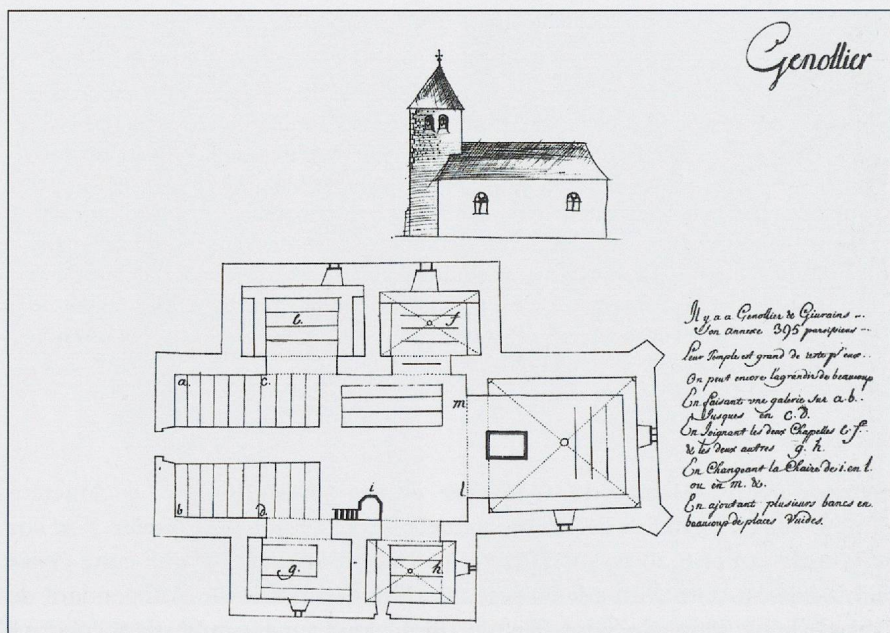 Genollier
Il y a a Genollier & Givrains
Son annexe 395 paroisiens
Leur Temple est grand de reste pr eux
On peut encore l'agrandir de beaucoup
En faisant une galerie sur a. b.
Jusques en c. d.
En Joignant les deux Chapelles e. f.
& les deux autres g. h.
En Changeant la Chaire de i. en l.
ou en m. &.
En ajoutant plusieurs bancs en
beaucoup de places Vuides.
e. f
a. c.
m
l
b d. i
g. h.